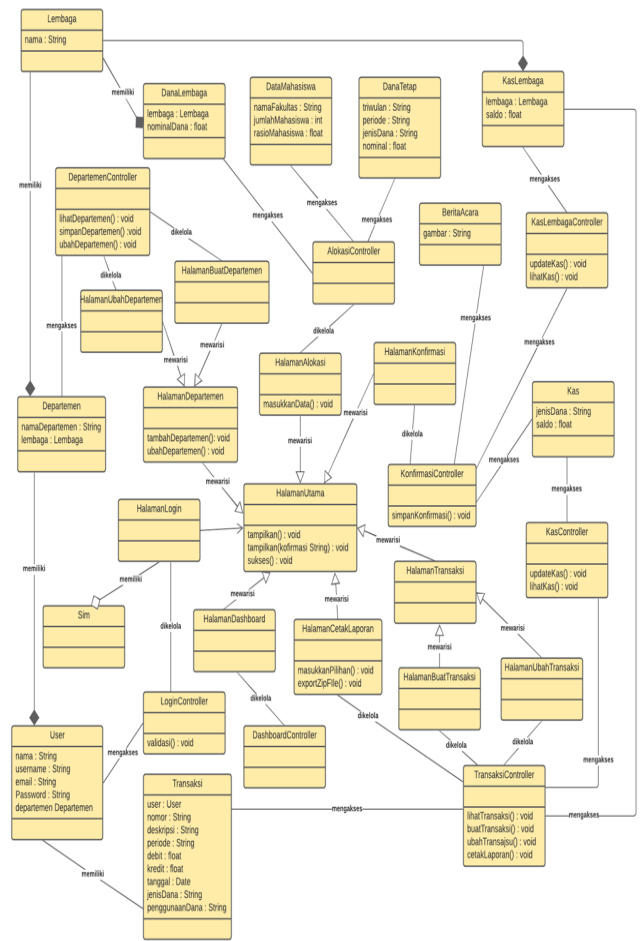 Lembaga
nama : String
memiliki
DanaLembaga
lembaga : Lembaga
nominalDana : float
DataMahasiswa
namaFakultas : String
jumlahMahasiswa : int
rasioMahasiswa : float
DanaTetap
triwulan : String
periode : String
jenisDana : String
nominal : float
KasLembaga
lembaga : Lembaga
saldo : float
memiliki
DepartemenController
lihatDepartemen() : void
simpanDepartemen() :void
ubahDepartemen() : void
dikelola
mengakses
mengakses
mengakses
mengakses
BeritaAcara
gambar : String
KasLembagaController
updateKas() : void
lihatKas() : void
AlokasiController
HalamanBuatDepartemen
dikelola
HalamanUbahDepartemen
mengakses
mewarisi
mewarisi
dikelola
mengakses
mengakses
HalamanAlokasi
masukkanData() : void
HalamanKonfirmasi
mewarisi
HalamanDepartemen
tambahDepartemen(): void
ubahDepartemen() : void
Departemen
namaDepartemen : String
lembaga : Lembaga
Kas
jenisDana : String
saldo : float
mewarisi
dikelola
mengakses
KonfirmasiController
simpanKonfirmasi() : void
mewarisi
mengakses
HalamanUtama
tampilkan() : void
tampilkan(kofirmasi String) : void
sukses() : void
HalamanLogin
KasController
updateKas() : void
lihatKas() : void
mewarisi
HalamanTransaksi
memiliki
memiliki
Sim
dikelola
mewarisi
mewarisi
HalamanDashboard
HalamanCetakLaporan
masukkanPilihan() : void
exportZipFIle() : void
mewarisi
mewarisi
HalamanBuatTransaksi
HalamanUbahTransaksi
dikelola
dikelola
LoginController
validasi() : void
DashboardController
User
nama : String
username : String
email : String
Password : String
departemen Departemen
mengakses
dikelola
dikelola
mengakses
TransaksiController
lihatTransaksi() : void
buatTransaksi() : void
ubahTransajsu() : void
cetakLaporan() : void
Transaksi
user : User
nomor : String
deskripsi : String
periode : String
debit : float
kredit : float
tanggal : Date
jenisDana : String
penggunaanDana : String
mengakses
mengakses
memiliki